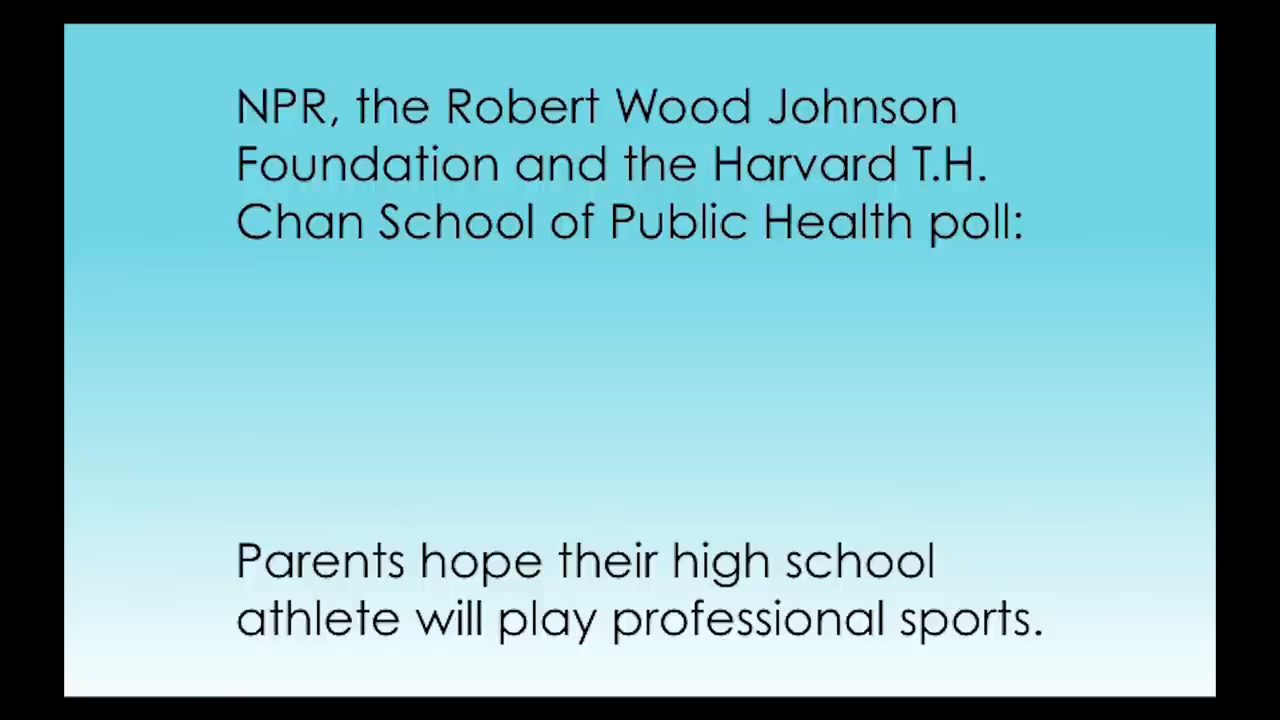 NPR, the Robert Wood Johnson
Foundation and the Harvard T.H.
Chan School of Public Health poll:
Parents hope their high school
athlete will play professional sports.